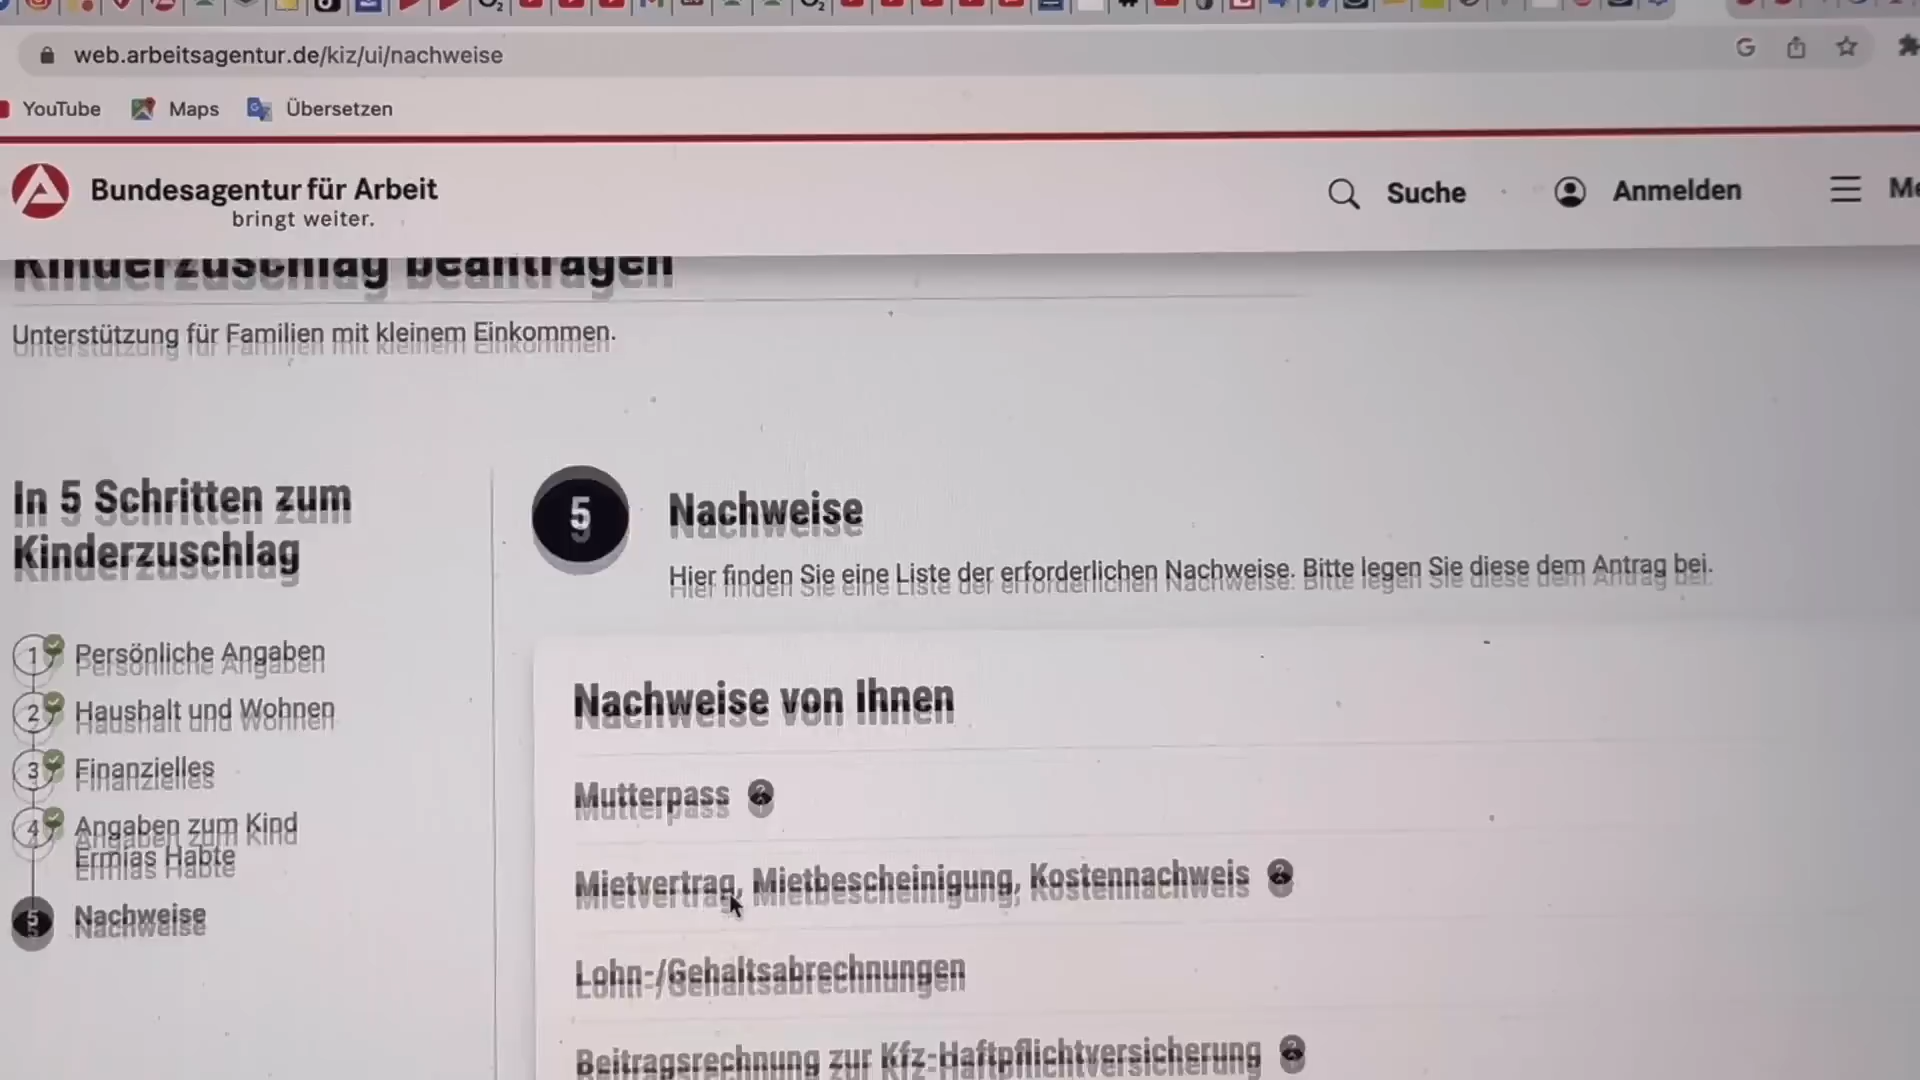 web.arbeitsagentur.de/kiz/ui/nachweise
YouTube Maps Übersetzen
Bundesagentur für Arbeit
bringt weiter.
Suche
Anmelden
Kinderzuschlag beantragen
Unterstützung für Familien mit kleinem Einkommen.
In 5 Schritten zum
Kinderzuschlag
1 Persönliche Angaben
2 Haushalt und Wohnen
3 Finanzielles
4 Angaben zum Kind
Ermias Habte
5 Nachweise
5 Nachweise
Hier finden Sie eine Liste der erforderlichen Nachweise. Bitte legen Sie diese dem Antrag bei.
Nachweise von Ihnen
Mutterpass
Mietvertrag, Mietbescheinigung, Kostennachweis
Lohn-/Gehaltsabrechnungen
Beitragsrechnung zur Kfz-Haftpflichtversicherung